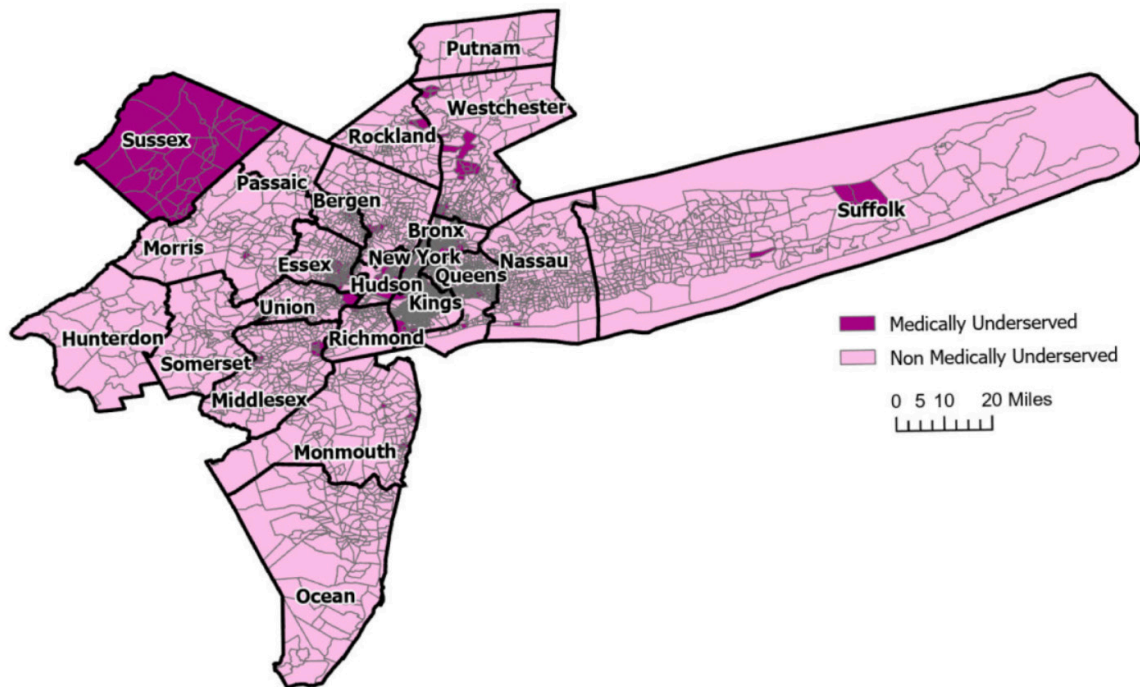 Putnam
Westchester
Sussex
Rockland
Passaic
Bergen
Suffolk
Bronx
Morris
New York
Nassau
Essex
Queens
Hudson
Kings
Union
Hunterdon
Richmond
Somerset
Middlesex
Monmouth
Ocean
Medically Underserved
Non Medically Underserved
0 5 10 20 Miles